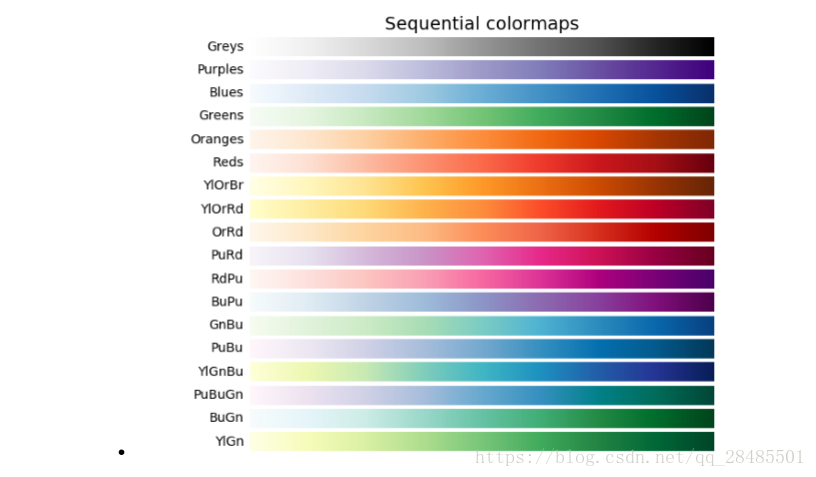 Sequential colormaps
Greys
Purples
Blues
Greens
Oranges
Reds
YlOrBr
YlOrRd
OrRd
PuRd
RdPu
BuPu
GnBu
PuBu
YlGnBu
PuBuGn
BuGn
YlGn
https://blog.csdn.net/qq_28485501